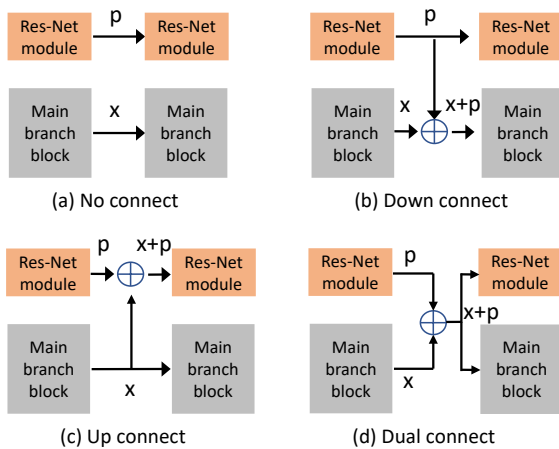 p
Res-Net
module
Res-Net
module
x
Main
branch
block
Main
branch
block
(a) No connect
p
Res-Net
module
Res-Net
module
x
x+p
Main
branch
block
Main
branch
block
(b) Down connect
p
x+p
Res-Net
module
Res-Net
module
Main
branch
block
Main
branch
block
x
(c) Up connect
p
Res-Net
module
Res-Net
module
x+p
Main
branch
block
Main
branch
block
x
(d) Dual connect